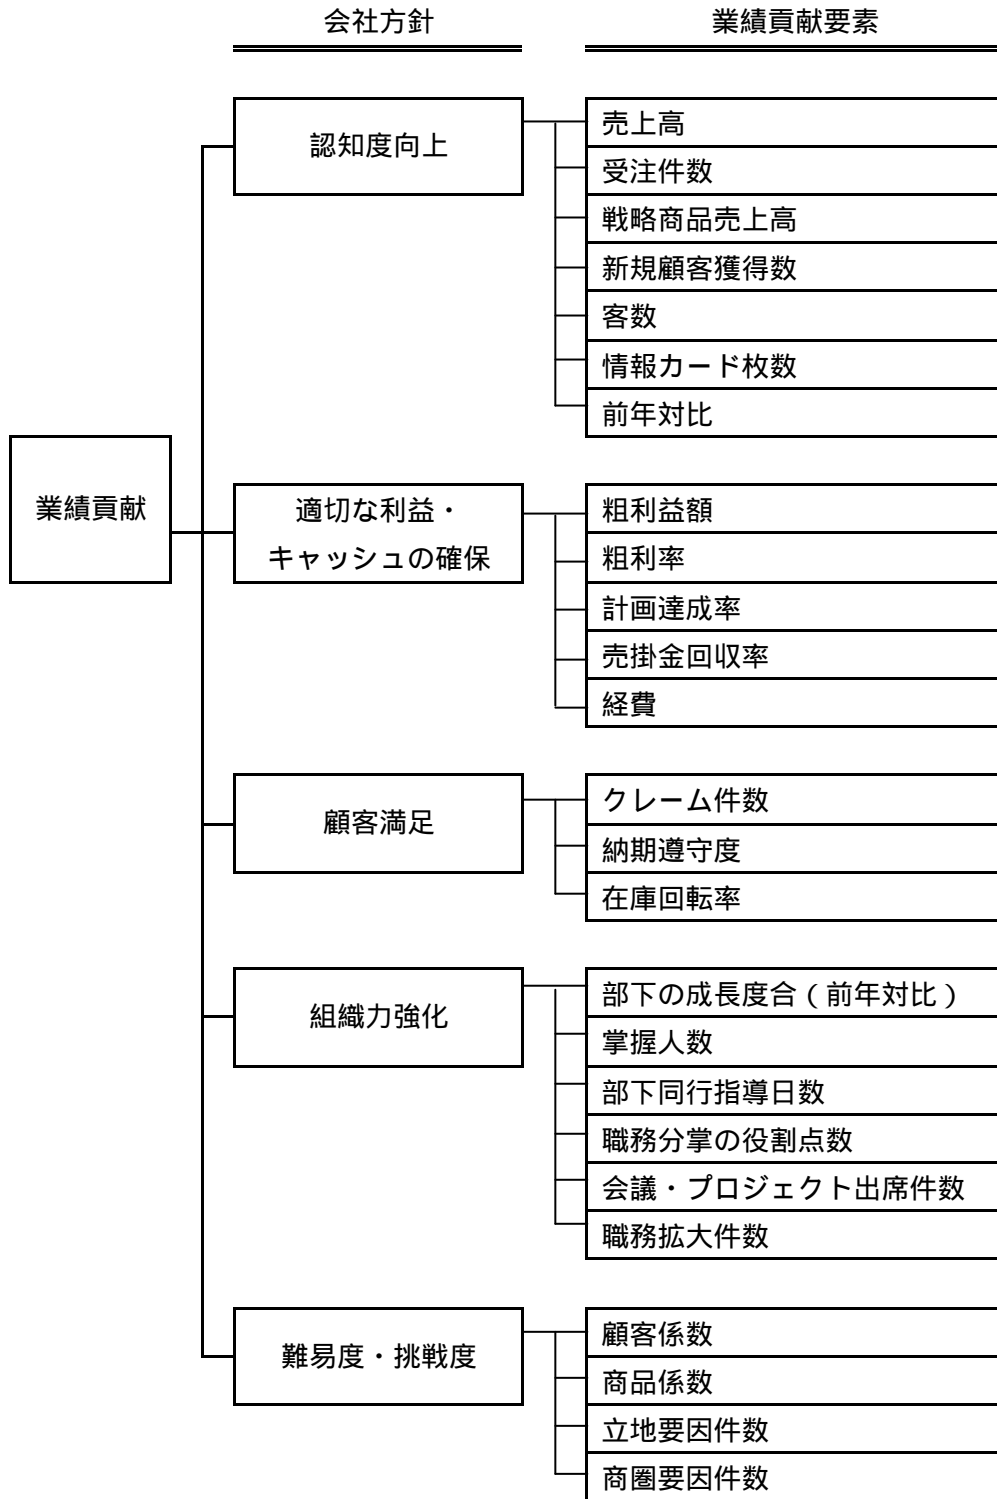 会社方針
業績貢献要素
業績貢献
認知度向上
売上高
受注件数
戦略商品売上高
新規顧客獲得数
客数
情報カード枚数
前年対比
適切な利益・
キャッシュの確保
粗利益額
粗利率
計画達成率
売掛金回収率
経費
顧客満足
クレーム件数
納期遵守度
在庫回転率
組織力強化
部下の成長度合（前年対比）
掌握人数
部下同行指導日数
職務分掌の役割点数
会議・プロジェクト出席件数
職務拡大件数
難易度・挑戦度
顧客係数
商品係数
立地要因件数
商圏要因件数